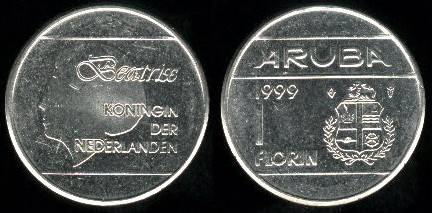 Beatrix
KONINGIN
DER
NEDERLANDEN
ARUBA
1999
1
FLORIN